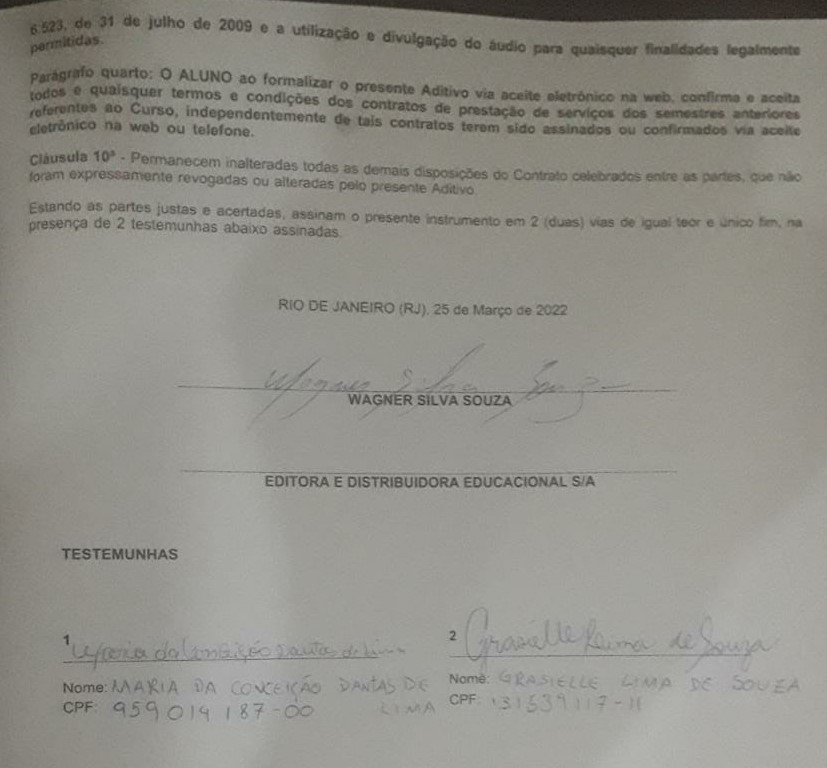 6.523, de 31 de julho de 2009 e a utilização e divulgação do áudio para quaisquer finalidades legalmente
permitidas.
Parágrafo quarto: O ALUNO ao formalizar o presente Aditivo via aceite eletrônico na web, confirma e aceita
todos e quaisquer termos e condições dos contratos de prestação de serviços dos semestres anteriores
referentes ao Curso, independentemente de tais contratos terem sido assinados ou confirmados via aceite
eletrônico na web ou telefone.
Cláusula 10ª - Permanecem inalteradas todas as demais disposições do Contrato celebrados entre as partes, que não
foram expressamente revogadas ou alteradas pelo presente Aditivo.
Estando as partes justas e acertadas, assinam o presente instrumento em 2 (duas) vias de igual teor e único fim, na
presença de 2 testemunhas abaixo assinadas.
RIO DE JANEIRO (RJ), 25 de Março de 2022
Wagner Silva Souza
WAGNER SILVA SOUZA
EDITORA E DISTRIBUIDORA EDUCACIONAL S/A
TESTEMUNHAS
1 Maria da Conceição Dantas de Lima
2 Grasielle Lima de Souza
Nome: MARIA DA CONCEIÇÃO DANTAS DE LIMA
CPF: 959014187-00
Nome: GRASIELLE LIMA DE SOUZA
CPF: 131539117-11